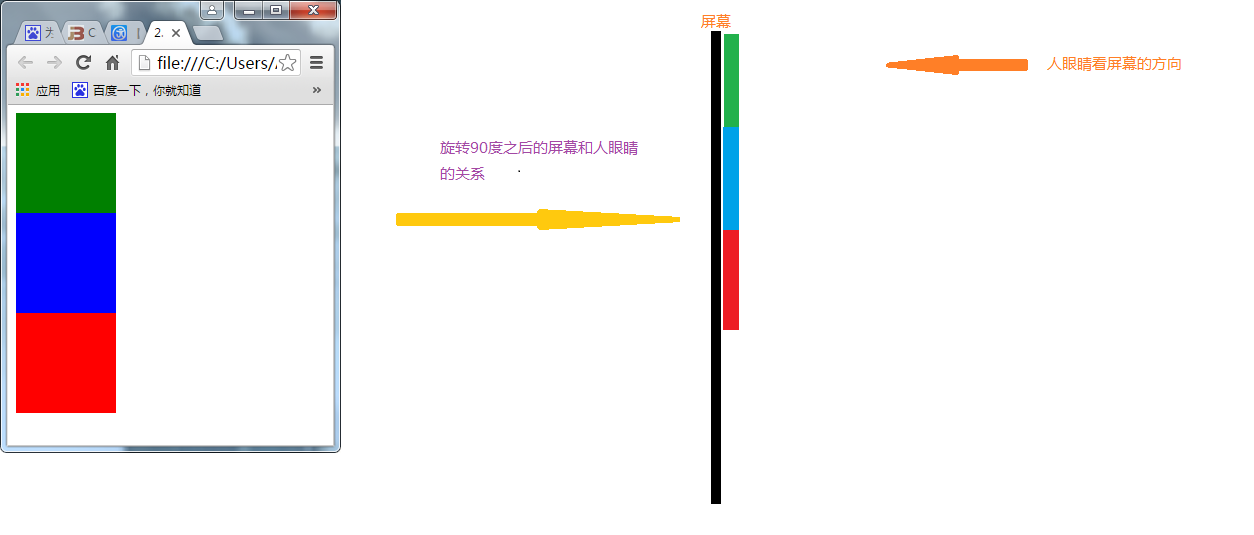 C
2.
file:///C:/Users/
应用
百度一下，你就知道
屏幕
人眼睛看屏幕的方向
旋转90度之后的屏幕和人眼睛
的关系